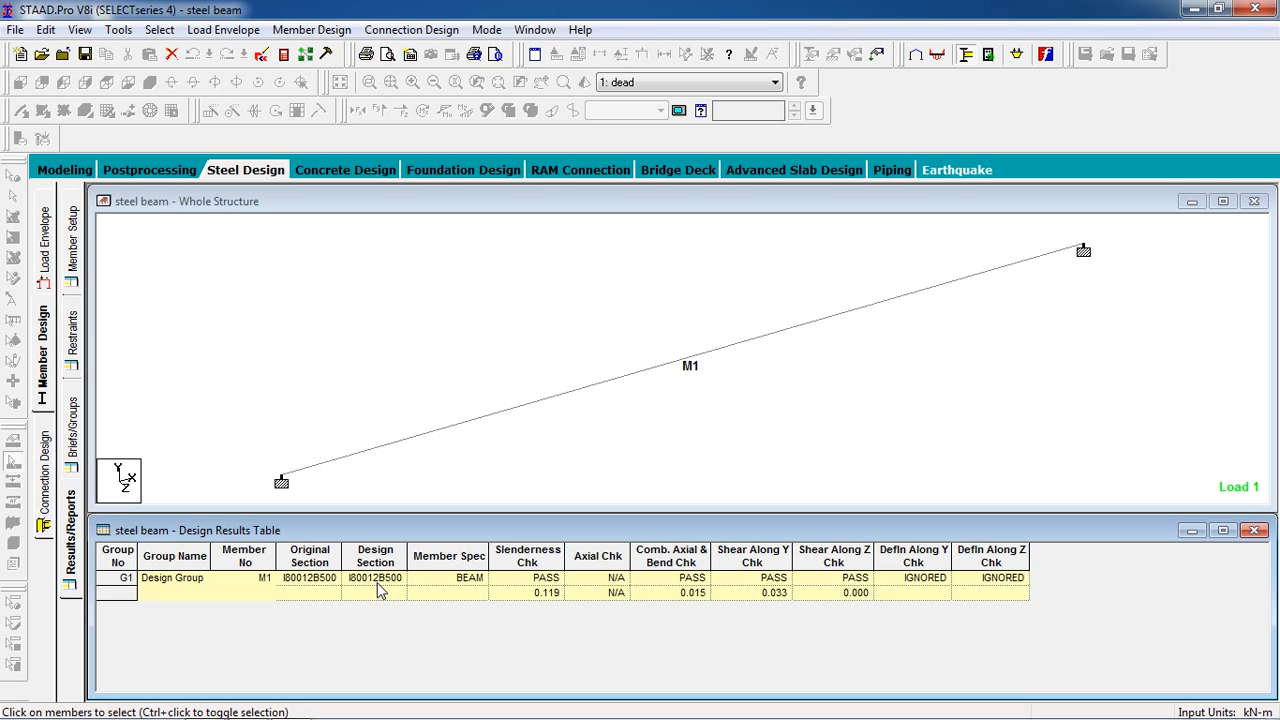 STAAD.Pro V8i (SELECTseries 4) - steel beam
File Edit View Tools Select Load Envelope Member Design Connection Design Mode Window Help
1: dead
Modeling Postprocessing Steel Design Concrete Design Foundation Design RAM Connection Bridge Deck Advanced Slab Design Piping Earthquake
Load Envelope
Member Design
Connection Design
Member Setup
Restraints
Briefs/Groups
Results/Reports
steel beam - Whole Structure
M1
Y
X
Z
Load 1
steel beam - Design Results Table
Group No Group Name Member No Original Section Design Section Member Spec Slenderness Chk Axial Chk Comb. Axial & Bend Chk Shear Along Y Chk Shear Along Z Chk Defln Along Y Chk Defln Along Z Chk
G1 Design Group M1 I80012B500 I80012B500 BEAM PASS N/A PASS PASS PASS IGNORED IGNORED
0.119 N/A 0.015 0.033 0.000
Click on members to select (Ctrl+click to toggle selection) Input Units: kN-m